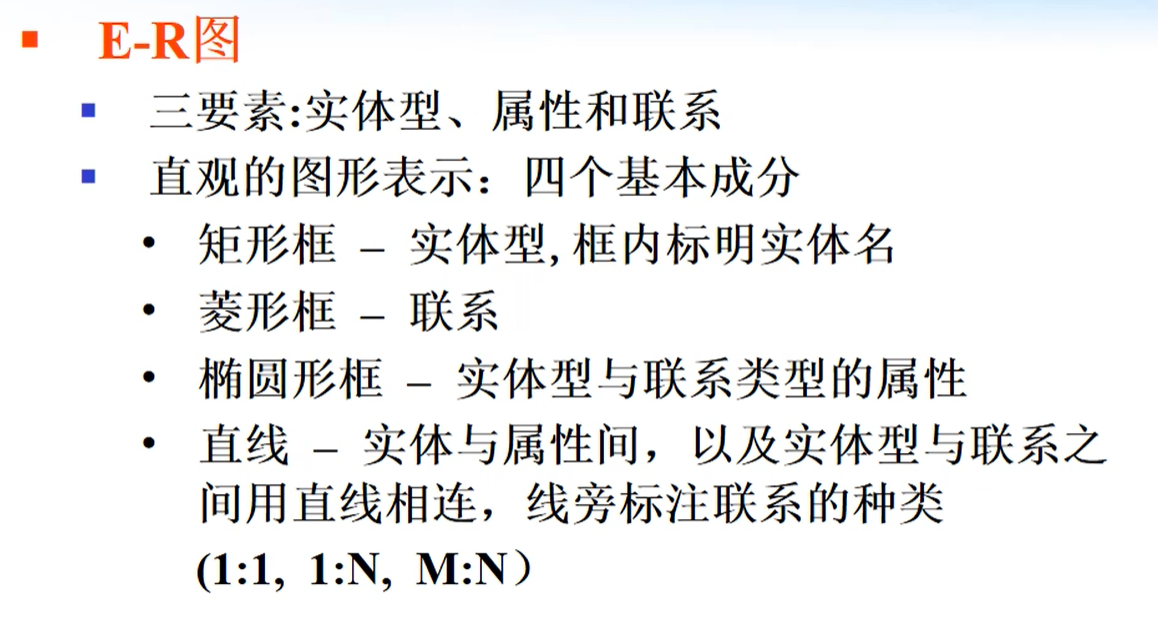 E-R图
三要素:实体型、属性和联系
直观的图形表示：四个基本成分
矩形框 – 实体型,框内标明实体名
菱形框 – 联系
椭圆形框 – 实体型与联系类型的属性
直线 – 实体与属性间，以及实体型与联系之
间用直线相连，线旁标注联系的种类
(1:1, 1:N, M:N）